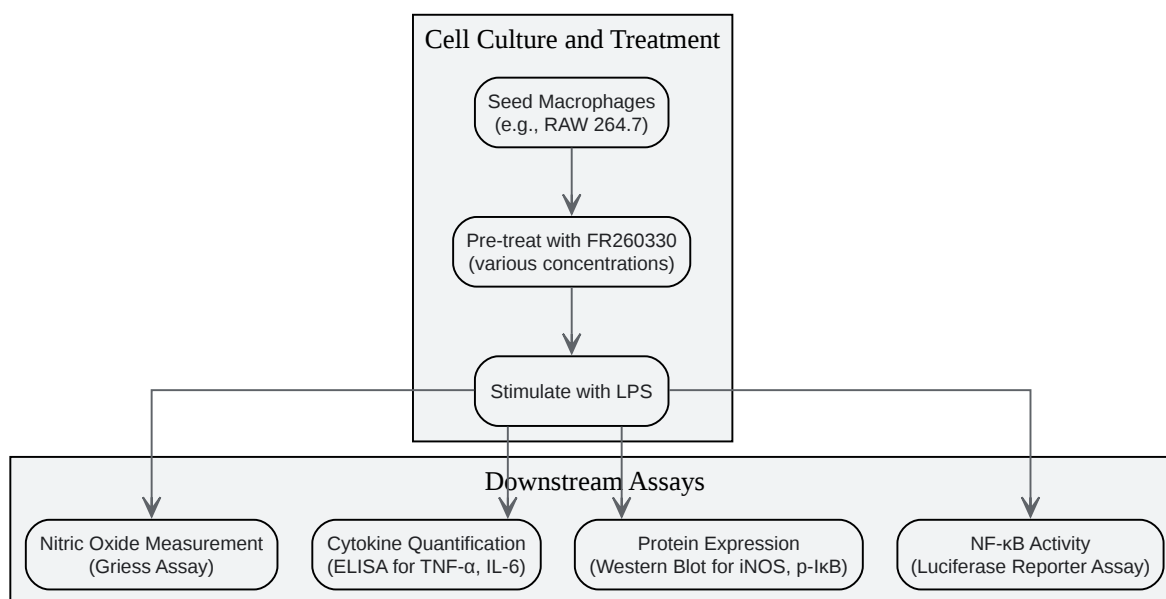 Cell Culture and Treatment
Seed Macrophages
(e.g., RAW 264.7)
Pre-treat with FR260330
(various concentrations)
Stimulate with LPS
Downstream Assays
Nitric Oxide Measurement
(Griess Assay)
Cytokine Quantification
(ELISA for TNF-α, IL-6)
Protein Expression
(Western Blot for iNOS, p-IκB)
NF-κB Activity
(Luciferase Reporter Assay)